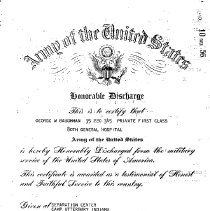 Army of the United States
Honorable Discharge
This is to certify that
GEORGE W BAUGHMAN 35 230 315 PRIVATE FIRST CLASS
80TH GENERAL HOSPITAL
Army of the United States
is hereby Honorably Discharged from the military
service of the United States of America.
This certificate is awarded as a testimonial of Honest
and Faithful Service to this country.
Given at SEPARATION CENTER
CAMP ATTERBURY INDIANA